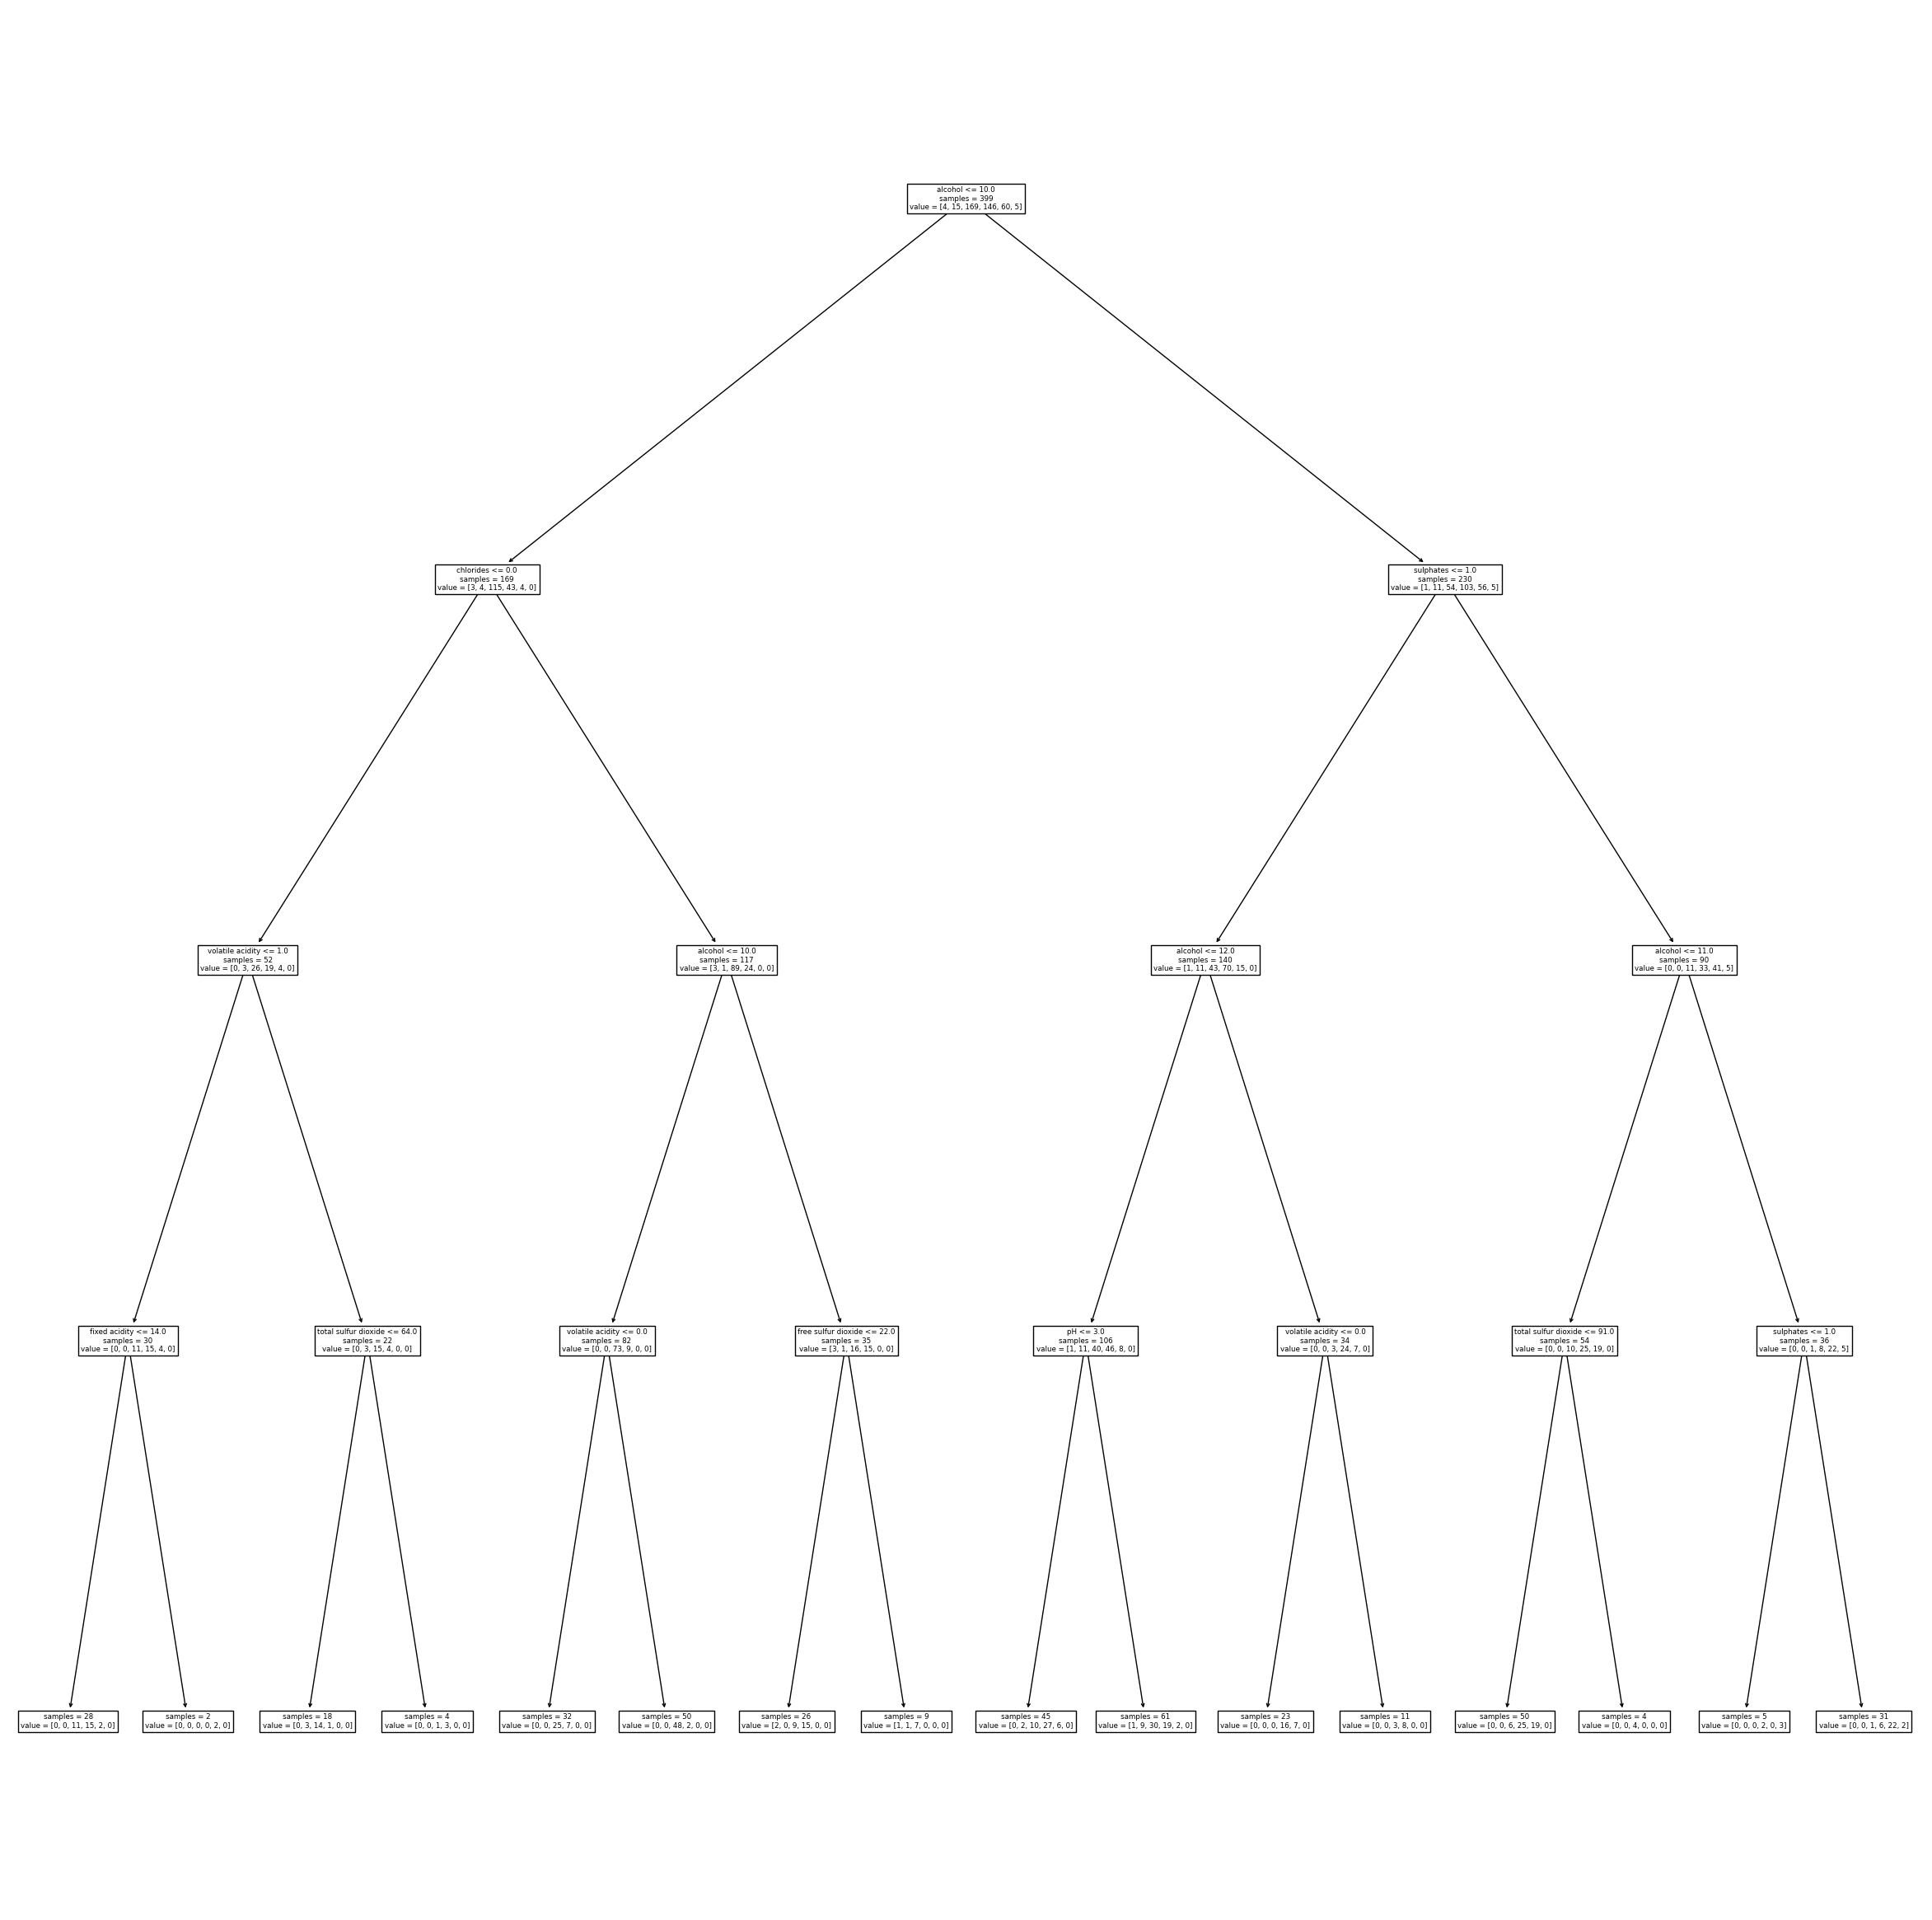 alcohol <= 10.0
samples = 399
value = [4, 15, 169, 146, 60, 5]
chlorides <= 0.0
samples = 169
value = [3, 4, 115, 43, 4, 0]
sulphates <= 1.0
samples = 230
value = [1, 11, 54, 103, 56, 5]
volatile acidity <= 1.0
samples = 52
value = [0, 3, 26, 19, 4, 0]
alcohol <= 10.0
samples = 117
value = [3, 1, 89, 24, 0, 0]
alcohol <= 12.0
samples = 140
value = [1, 11, 43, 70, 15, 0]
alcohol <= 11.0
samples = 90
value = [0, 0, 11, 33, 41, 5]
fixed acidity <= 14.0
samples = 30
value = [0, 0, 11, 15, 4, 0]
total sulfur dioxide <= 64.0
samples = 22
value = [0, 3, 15, 4, 0, 0]
volatile acidity <= 0.0
samples = 82
value = [0, 0, 73, 9, 0, 0]
free sulfur dioxide <= 22.0
samples = 35
value = [3, 1, 16, 15, 0, 0]
pH <= 3.0
samples = 106
value = [1, 11, 40, 46, 8, 0]
volatile acidity <= 0.0
samples = 34
value = [0, 0, 3, 24, 7, 0]
total sulfur dioxide <= 91.0
samples = 54
value = [0, 0, 10, 25, 19, 0]
sulphates <= 1.0
samples = 36
value = [0, 0, 1, 8, 22, 5]
samples = 28
value = [0, 0, 11, 15, 2, 0]
samples = 2
value = [0, 0, 0, 0, 2, 0]
samples = 18
value = [0, 3, 14, 1, 0, 0]
samples = 4
value = [0, 0, 1, 3, 0, 0]
samples = 32
value = [0, 0, 25, 7, 0, 0]
samples = 50
value = [0, 0, 48, 2, 0, 0]
samples = 26
value = [2, 0, 9, 15, 0, 0]
samples = 9
value = [1, 1, 7, 0, 0, 0]
samples = 45
value = [0, 2, 10, 27, 6, 0]
samples = 61
value = [1, 9, 30, 19, 2, 0]
samples = 23
value = [0, 0, 0, 16, 7, 0]
samples = 11
value = [0, 0, 3, 8, 0, 0]
samples = 50
value = [0, 0, 6, 25, 19, 0]
samples = 4
value = [0, 0, 4, 0, 0, 0]
samples = 5
value = [0, 0, 0, 2, 0, 3]
samples = 31
value = [0, 0, 1, 6, 22, 2]